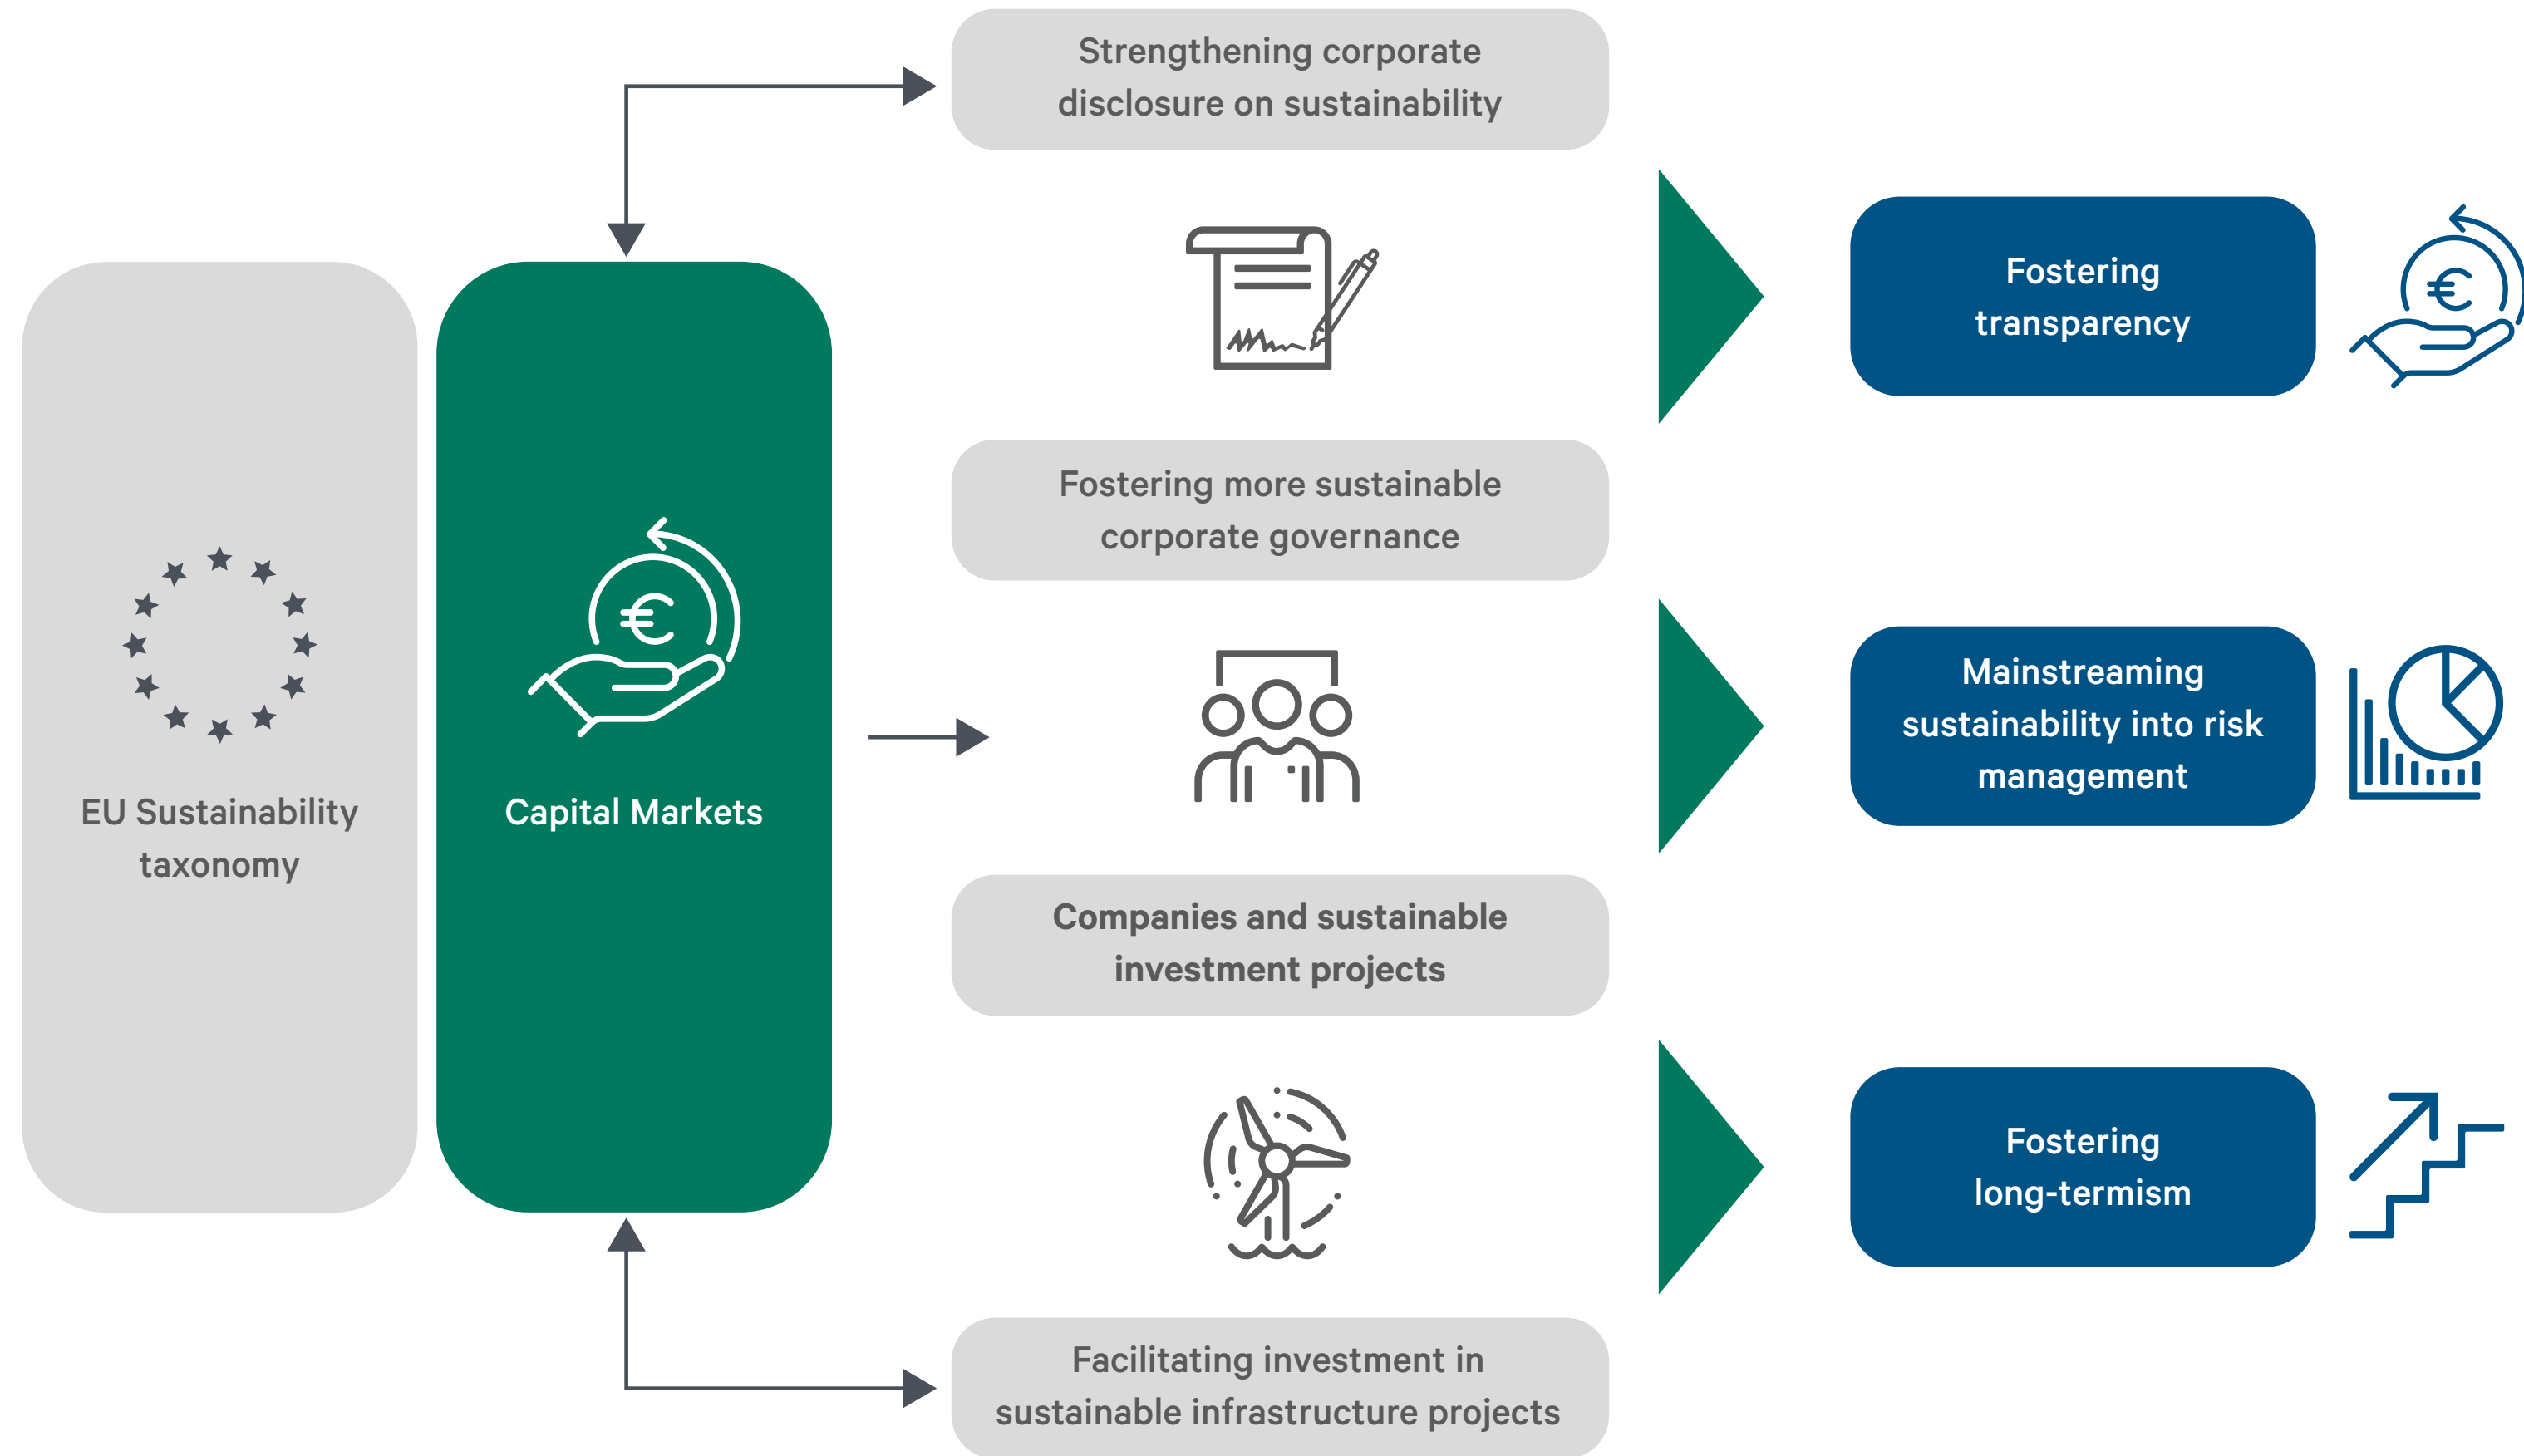 EU Sustainability
taxonomy
€
Capital Markets
Strengthening corporate
disclosure on sustainability
Fostering more sustainable
corporate governance
Companies and sustainable
investment projects
Facilitating investment in
sustainable infrastructure projects
Fostering
transparency
€
Mainstreaming
sustainability into risk
management
Fostering
long-termism